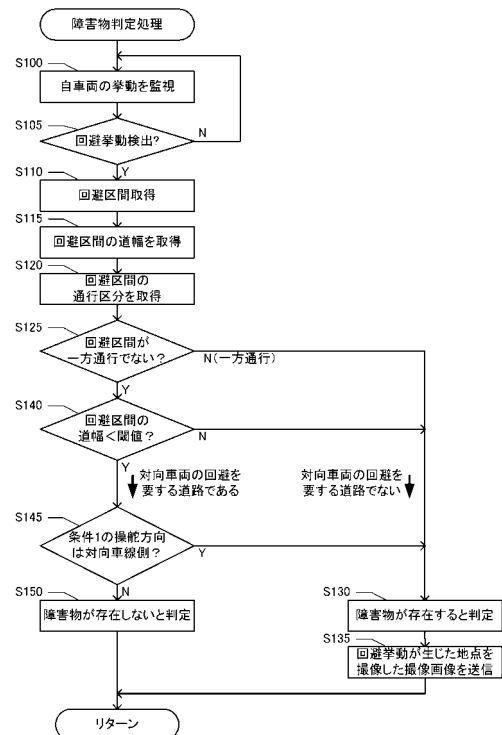 障害物判定処理
S100
自車両の挙動を監視
S105
回避挙動検出?
N
Y
S110
回避区間取得
S115
回避区間の道幅を取得
S120
回避区間の
通行区分を取得
S125
回避区間が
一方通行でない?
N(一方通行)
Y
S140
回避区間の
道幅<閾値?
N
Y
対向車両の回避を
要する道路である
対向車両の回避を
要する道路でない
S145
条件1の操舵方向
は対向車線側?
Y
N
S150
障害物が存在しないと判定
S130
障害物が存在すると判定
S135
回避挙動が生じた地点を
撮像した撮像画像を送信
リターン